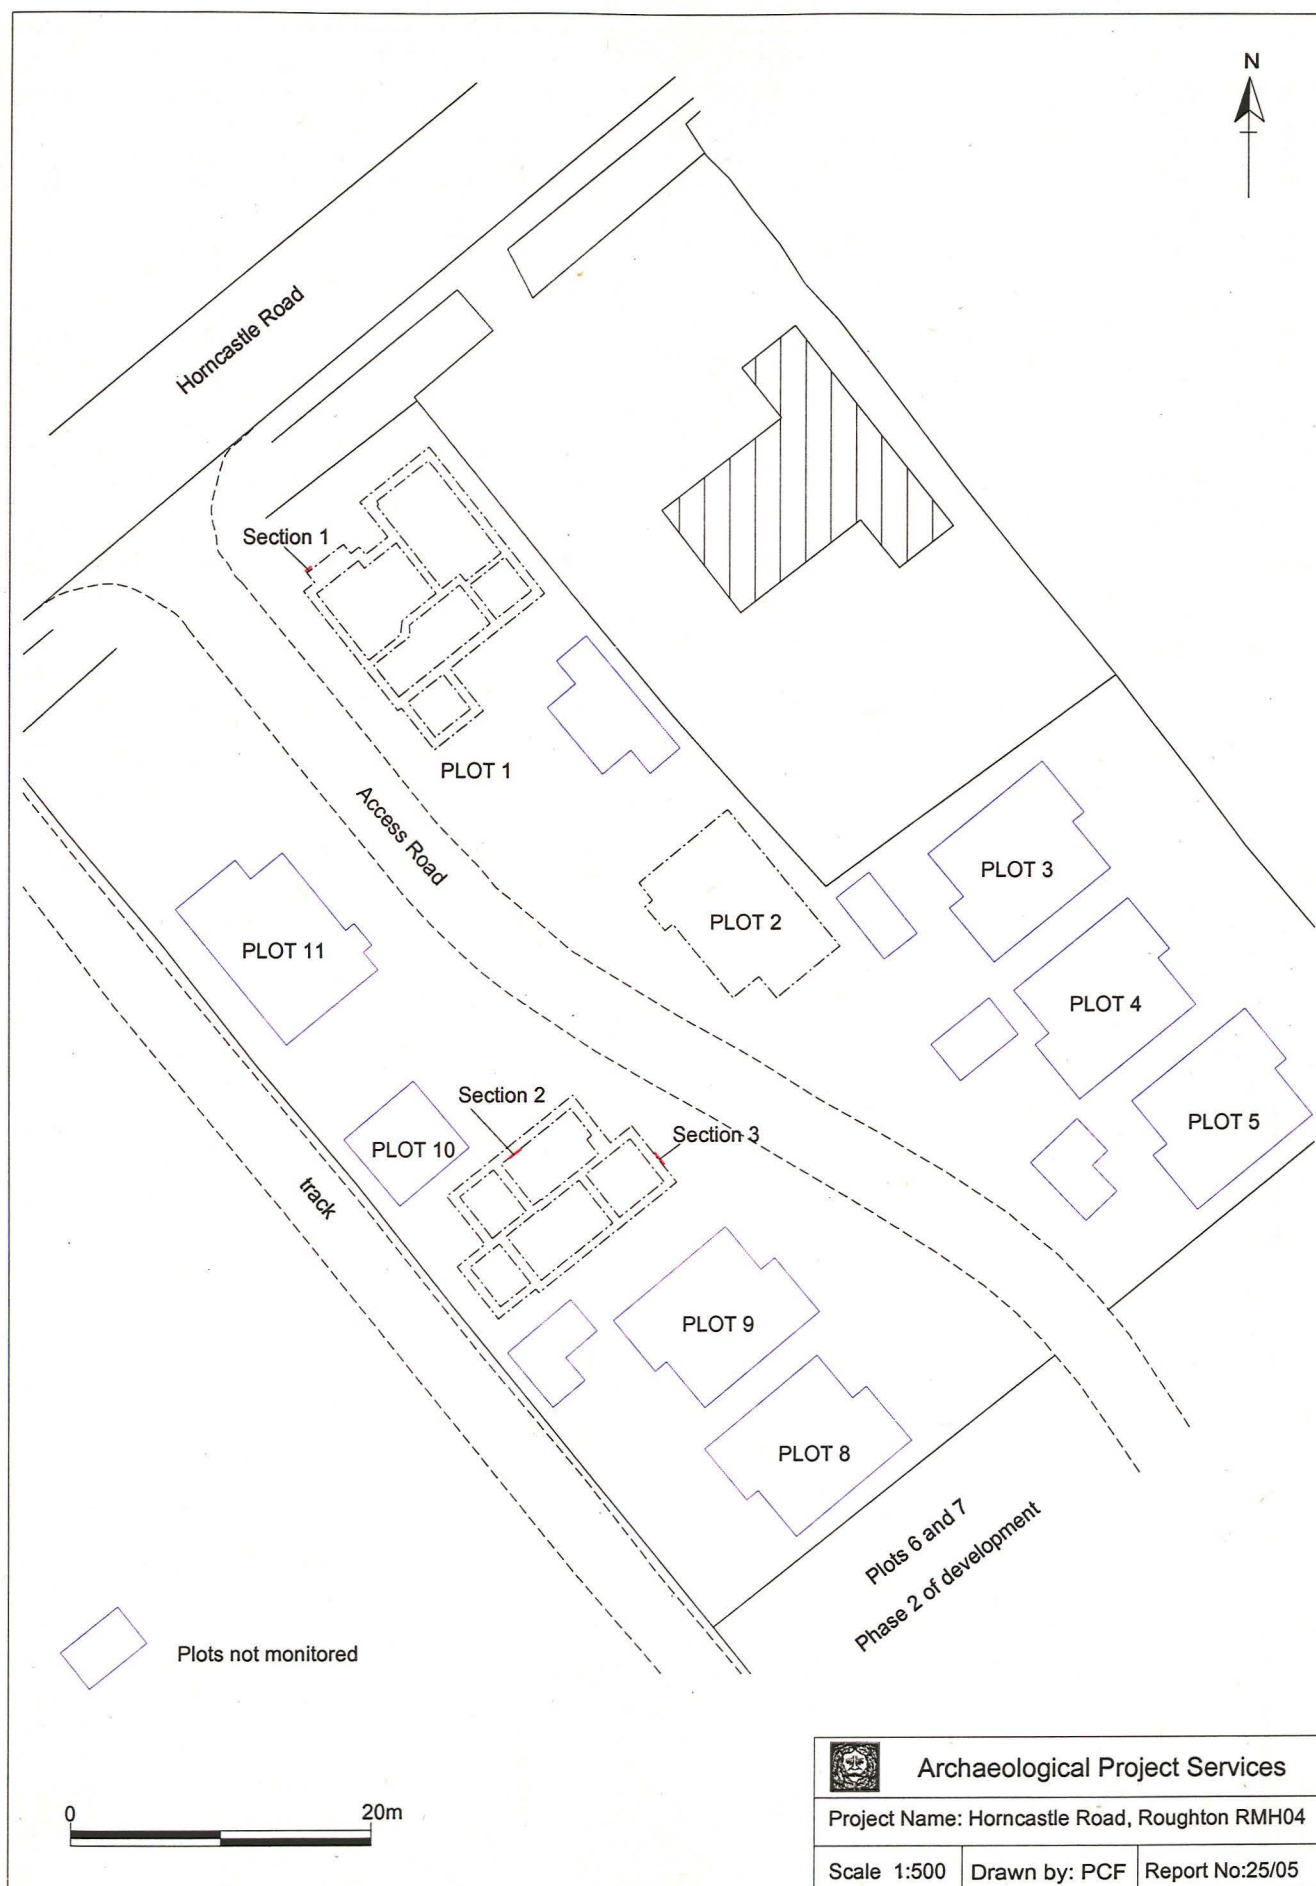 N
Horncastle Road
Section 1
PLOT 1
Access Road
PLOT 3
PLOT 2
PLOT 11
PLOT 4
Section 2
PLOT 5
Section 3
PLOT 10
track
PLOT 9
PLOT 8
Plots 6 and 7
Phase 2 of development
Plots not monitored
0 20m
Archaeological Project Services
Project Name: Horncastle Road, Roughton RMH04
Scale 1:500 Drawn by: PCF Report No:25/05